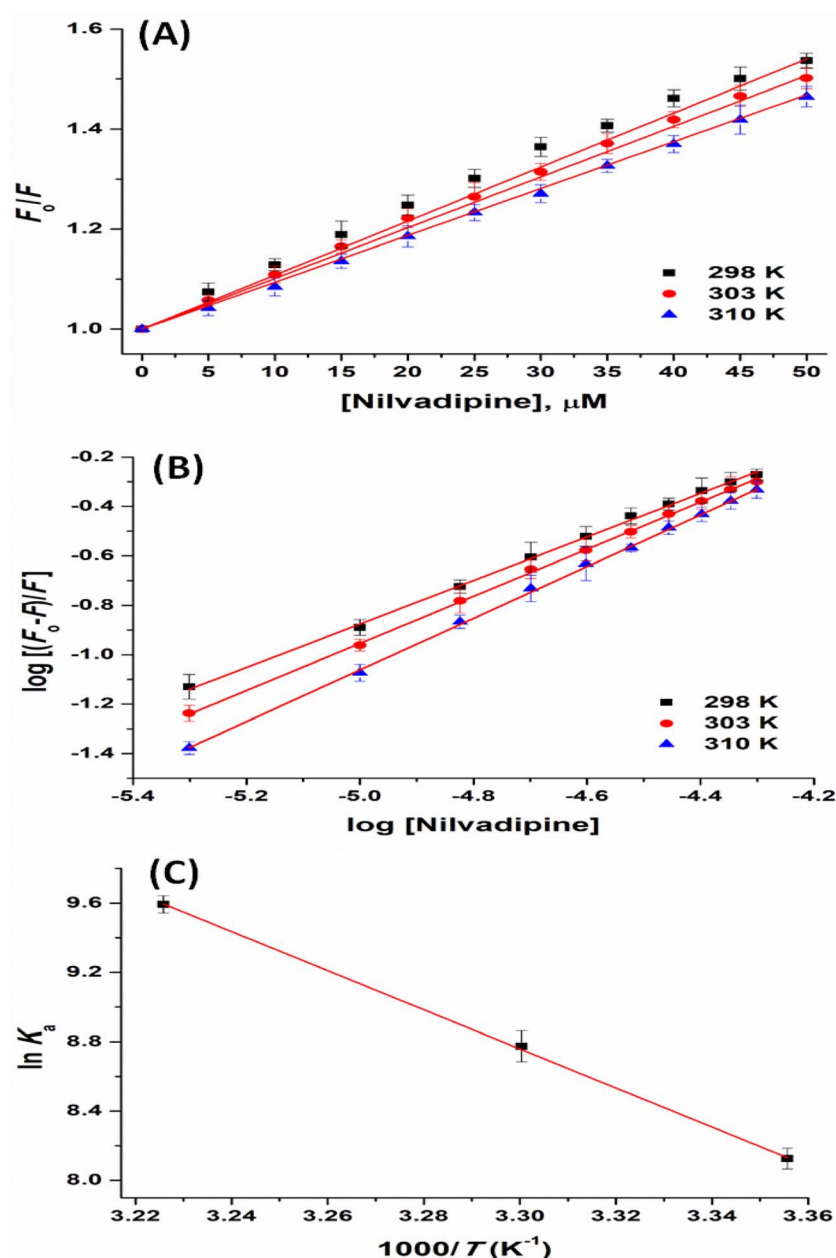 (A)
1.6
1.4
1.2
1.0
F₀/F
298 K
303 K
310 K
0 5 10 15 20 25 30 35 40 45 50
[Nilvadipine], μM
(B)
-0.2
-0.4
-0.6
-0.8
-1.0
-1.2
-1.4
log [(F₀-F)/F]
298 K
303 K
310 K
-5.4 -5.2 -5.0 -4.8 -4.6 -4.4 -4.2
log [Nilvadipine]
(C)
9.6
9.2
8.8
8.4
8.0
ln Kₐ
3.22 3.24 3.26 3.28 3.30 3.32 3.34 3.36
1000/T (K⁻¹)